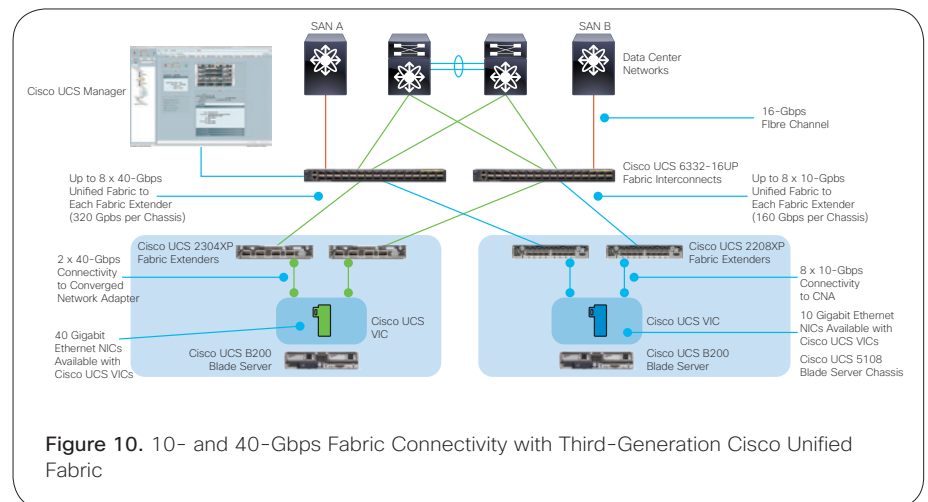 SAN A
SAN B
Data Center
Networks
Cisco UCS Manager
16-Gbps
FIbre Channel
Up to 8 x 40-Gbps
Unified Fabric to
Each Fabric Extender
(320 Gpbs per Chassis)
Cisco UCS 6332-16UP
Fabric Interconnects
Up to 8 x 10-Gbps
Unified Fabric to
Each Fabric Extender
(160 Gbps per Chassis)
Cisco UCS 2304XP
Fabric Extenders
Cisco UCS 2208XP
Fabric Extenders
2 x 40-Gbps
Connectivity
to Converged
Network Adapter
8 x 10-Gbps
Connectivity
to CNA
Cisco UCS
VIC
Cisco UCS VIC
40 Gigabit
Ethernet NICs
Available with
Cisco UCS VICs
10 Gigabit Ethernet
NICs Available with
Cisco UCS VICs
Cisco UCS B200
Blade Server
Cisco UCS B200
Blade Server
Cisco UCS 5108
Blade Server Chassis
Figure 10. 10- and 40-Gbps Fabric Connectivity with Third-Generation Cisco Unified
Fabric